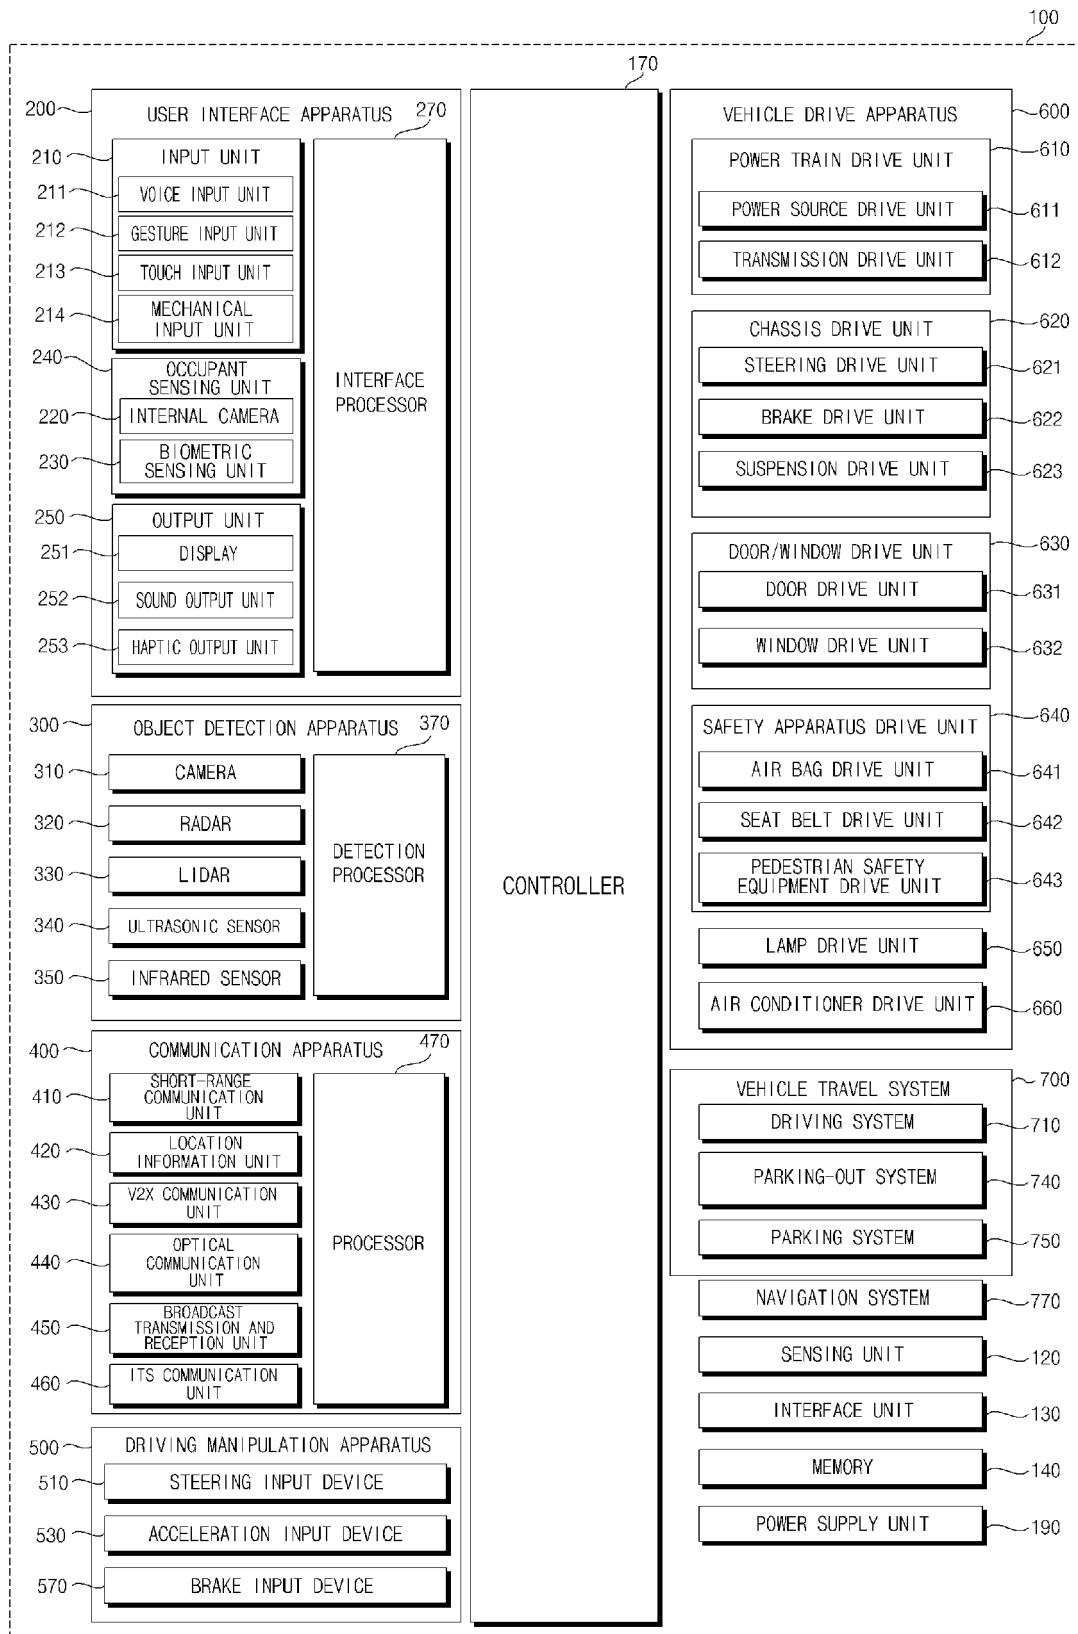 100
170
200
USER INTERFACE APPARATUS
270
210
INPUT UNIT
211
VOICE INPUT UNIT
212
GESTURE INPUT UNIT
213
TOUCH INPUT UNIT
214
MECHANICAL
INPUT UNIT
240
OCCUPANT
SENSING UNIT
220
INTERNAL CAMERA
230
BIOMETRIC
SENSING UNIT
250
OUTPUT UNIT
251
DISPLAY
252
SOUND OUTPUT UNIT
253
HAPTIC OUTPUT UNIT
INTERFACE
PROCESSOR
300
OBJECT DETECTION APPARATUS
370
310
CAMERA
320
RADAR
330
LIDAR
340
ULTRASONIC SENSOR
350
INFRARED SENSOR
DETECTION
PROCESSOR
400
COMMUNICATION APPARATUS
470
410
SHORT-RANGE
COMMUNICATION
UNIT
420
LOCATION
INFORMATION UNIT
430
V2X COMMUNICATION
UNIT
440
OPTICAL
COMMUNICATION
UNIT
450
BROADCAST
TRANSMISSION AND
RECEPTION UNIT
460
ITS COMMUNICATION
UNIT
PROCESSOR
500
DRIVING MANIPULATION APPARATUS
510
STEERING INPUT DEVICE
530
ACCELERATION INPUT DEVICE
570
BRAKE INPUT DEVICE
CONTROLLER
VEHICLE DRIVE APPARATUS
600
POWER TRAIN DRIVE UNIT
610
POWER SOURCE DRIVE UNIT
611
TRANSMISSION DRIVE UNIT
612
CHASSIS DRIVE UNIT
620
STEERING DRIVE UNIT
621
BRAKE DRIVE UNIT
622
SUSPENSION DRIVE UNIT
623
DOOR/WINDOW DRIVE UNIT
630
DOOR DRIVE UNIT
631
WINDOW DRIVE UNIT
632
SAFETY APPARATUS DRIVE UNIT
640
AIR BAG DRIVE UNIT
641
SEAT BELT DRIVE UNIT
642
PEDESTRIAN SAFETY
EQUIPMENT DRIVE UNIT
643
LAMP DRIVE UNIT
650
AIR CONDITIONER DRIVE UNIT
660
VEHICLE TRAVEL SYSTEM
700
DRIVING SYSTEM
710
PARKING-OUT SYSTEM
740
PARKING SYSTEM
750
NAVIGATION SYSTEM
770
SENSING UNIT
120
INTERFACE UNIT
130
MEMORY
140
POWER SUPPLY UNIT
190